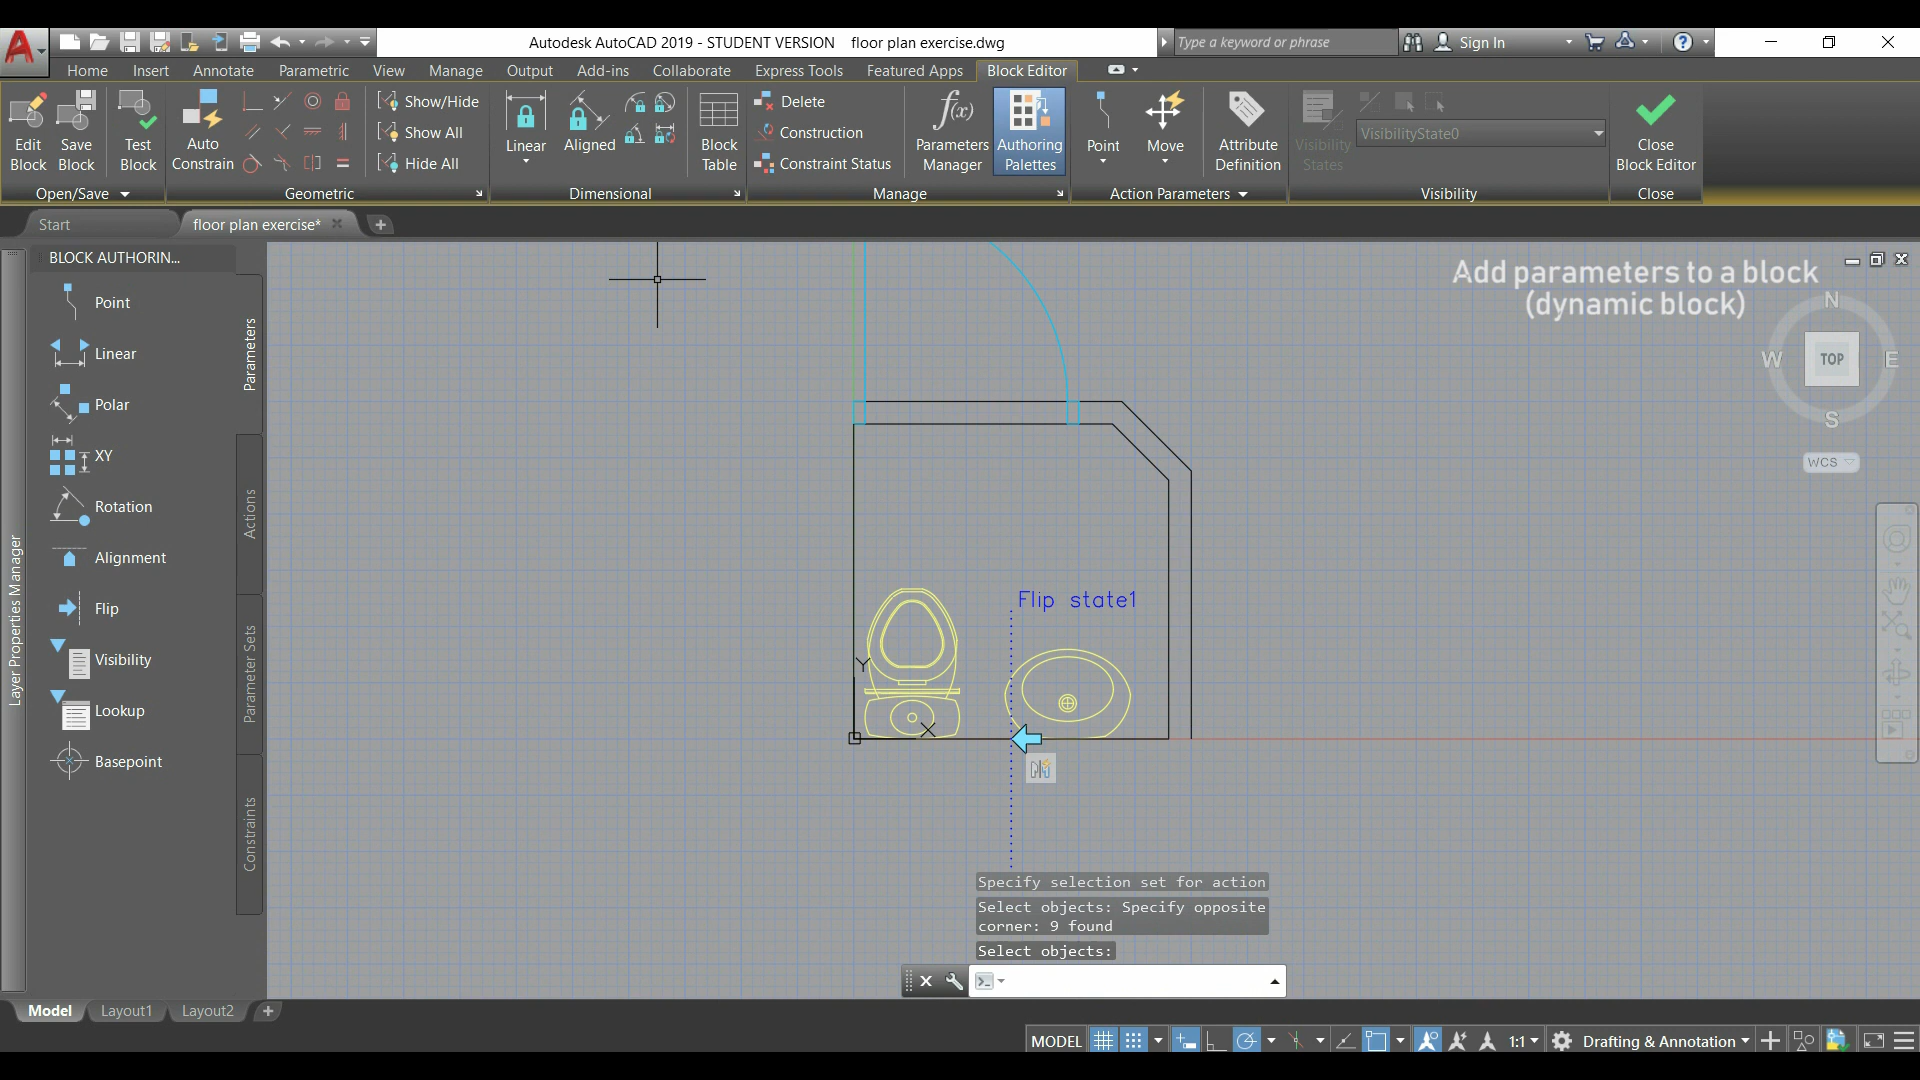 Autodesk AutoCAD 2019 - STUDENT VERSION floor plan exercise.dwg
Type a keyword or phrase
Sign In
Home Insert Annotate Parametric View Manage Output Add-ins Collaborate Express Tools Featured Apps Block Editor
Edit Block
Save Block
Test Block
Auto Constrain
Show/Hide
Show All
Hide All
Linear
Aligned
Block Table
Delete
Construction
Constraint Status
Parameters Manager
Authoring Palettes
Point
Move
Attribute Definition
Visibility States
VisibilityState0
Close Block Editor
Open/Save
Geometric
Dimensional
Manage
Action Parameters
Visibility
Close
Start
floor plan exercise*
BLOCK AUTHORIN...
Point
Linear
Polar
XY
Rotation
Alignment
Flip
Visibility
Lookup
Basepoint
Parameters
Actions
Parameter Sets
Constraints
Layer Properties Manager
Add parameters to a block
(dynamic block)
N
W
TOP
E
S
WCS
Flip state1
Y
X
Specify selection set for action
Select objects: Specify opposite
corner: 9 found
Select objects:
Model Layout1 Layout2
MODEL
1:1
Drafting & Annotation